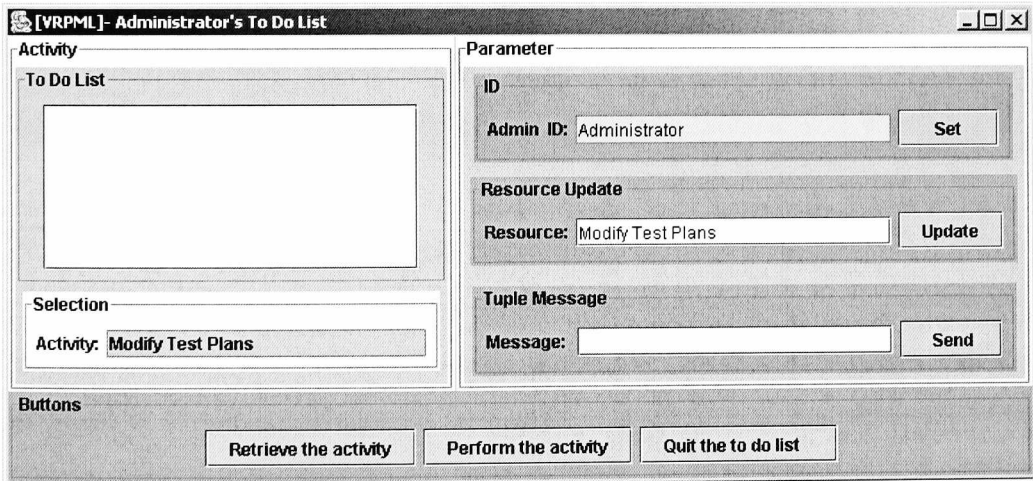 [VRPML]- Administrator's To Do List
Activity
To Do List
Selection
Activity: Modify Test Plans
Parameter
ID
Admin ID: Administrator Set
Resource Update
Resource: Modify Test Plans Update
Tuple Message
Message: Send
Buttons
Retrieve the activity Perform the activity Quit the to do list